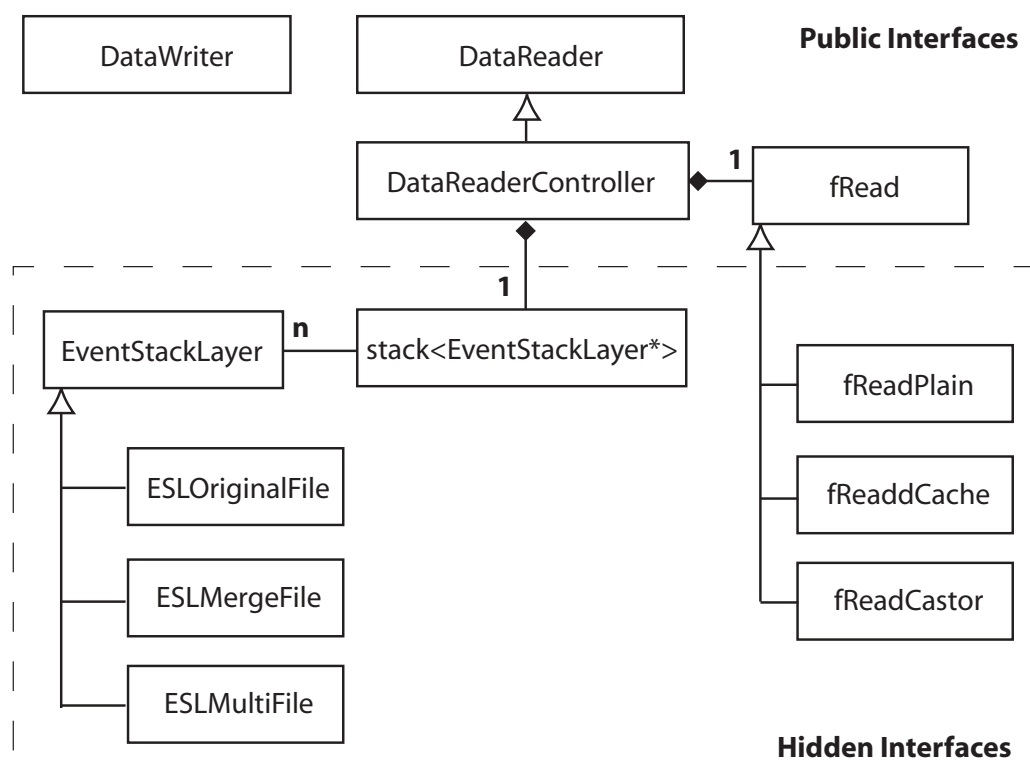 DataWriter
DataReader
Public Interfaces
DataReaderController
1
fRead
1
EventStackLayer
n
stack<EventStackLayer*>
fReadPlain
ESLOriginalFile
fReaddCache
ESLMergeFile
fReadCastor
ESLMultiFile
Hidden Interfaces